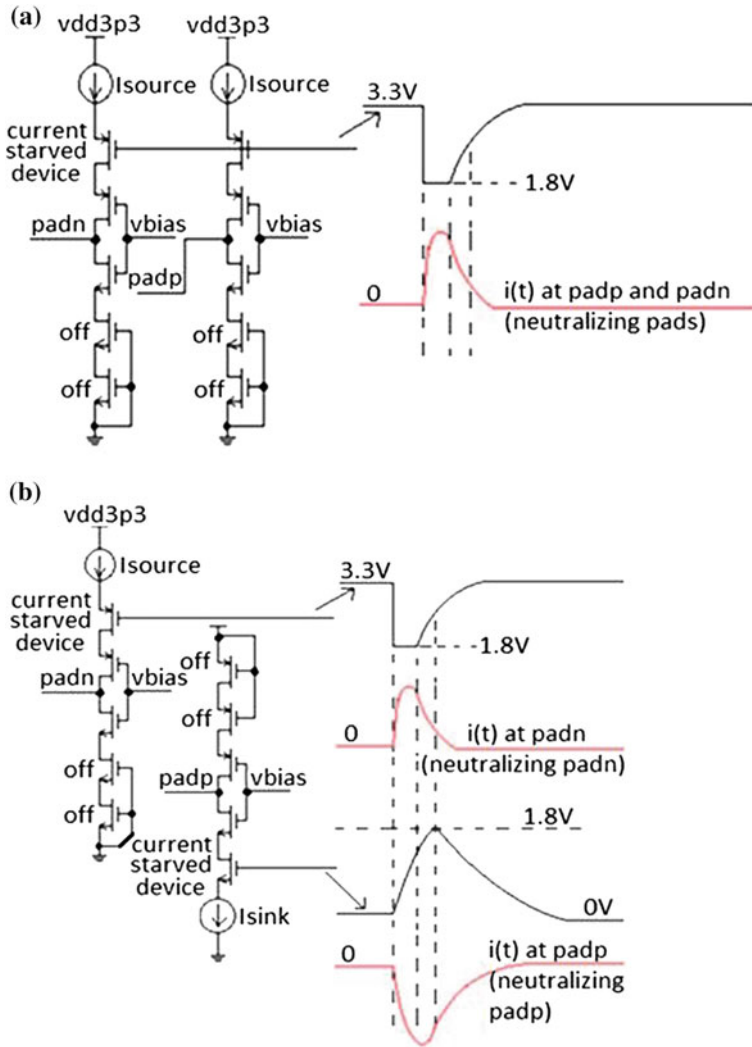 (a)
vdd3p3 vdd3p3
Isource Isource
3.3V
current
starved
device
1.8V
padn vbias vbias
padp
0 i(t) at padp and padn
(neutralizing pads)
off off
off off
(b)
vdd3p3
Isource
3.3V
current
starved
device
off
1.8V
padn vbias
off
0 i(t) at padn
(neutralizing padn)
off
padp vbias
off
1.8V
current
starved
device
0V
Isink
0 i(t) at padp
(neutralizing
padp)